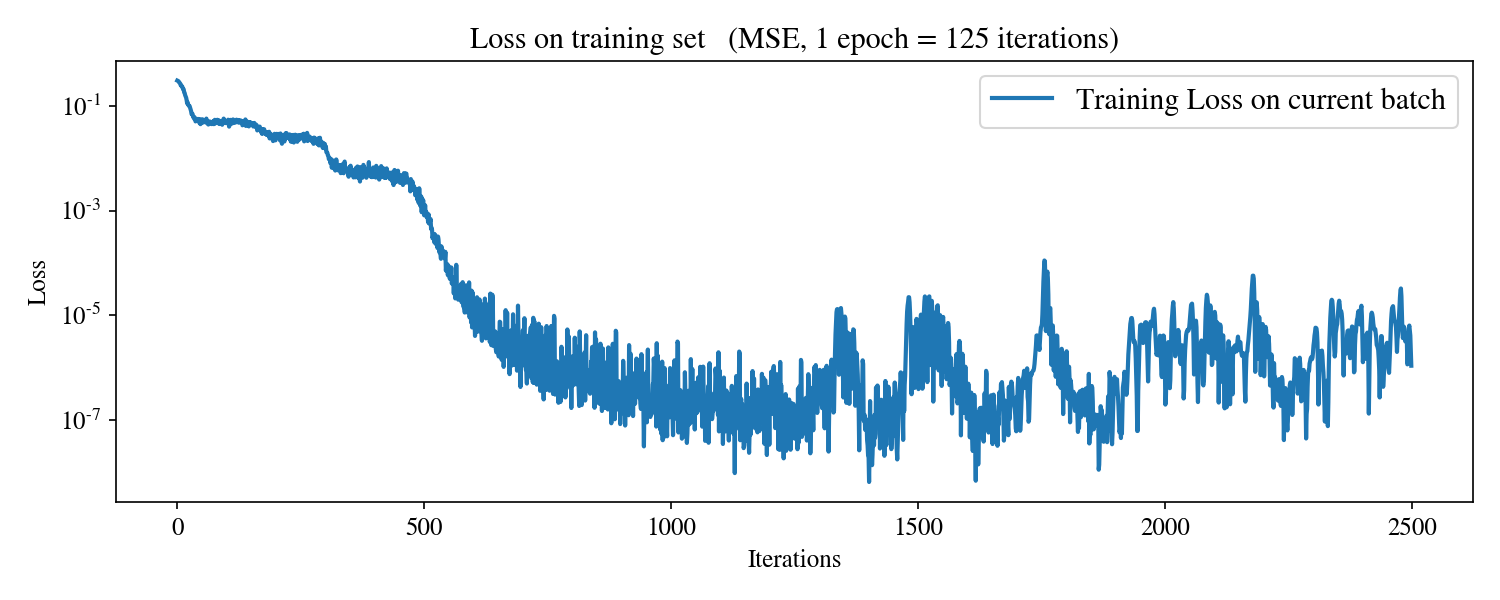 Loss on training set (MSE, 1 epoch = 125 iterations)
Training Loss on current batch
Loss
10⁻¹
10⁻³
10⁻⁵
10⁻⁷
0 500 1000 1500 2000 2500
Iterations